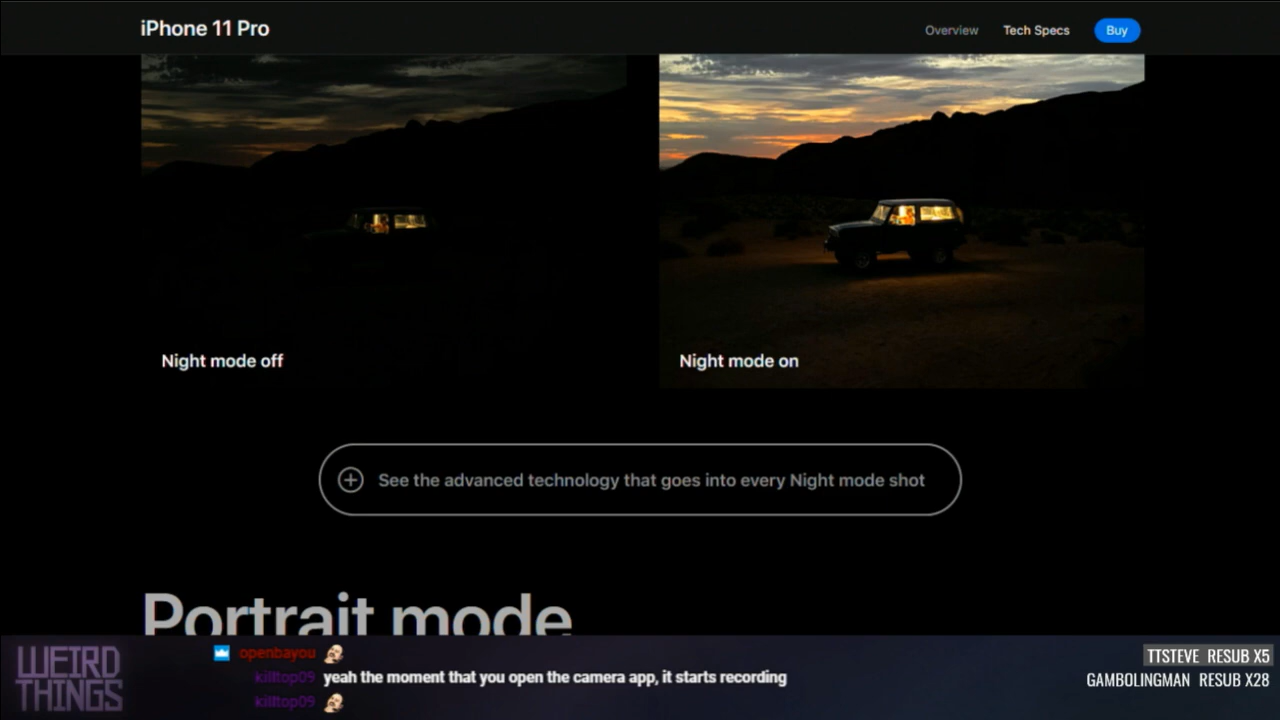 iPhone 11 Pro
Overview Tech Specs Buy
Night mode off
Night mode on
See the advanced technology that goes into every Night mode shot
Portrait mode
WEIRD
THINGS
openbayou
killtop09 yeah the moment that you open the camera app, it starts recording
killtop09
TTSTEVE RESUB X5
GAMBOLINGMAN RESUB X28